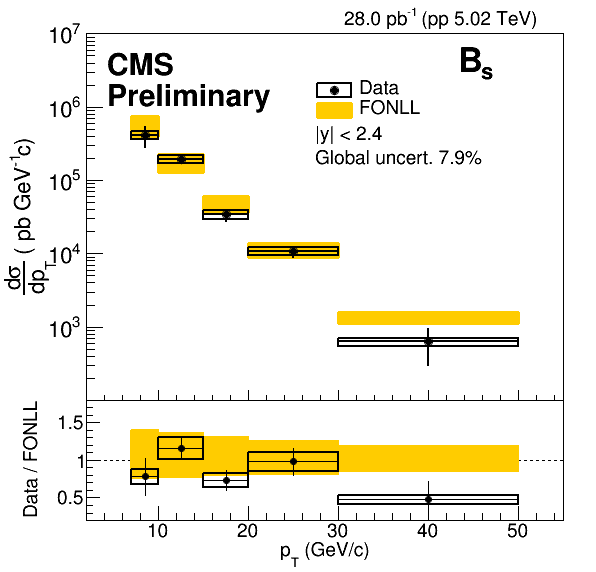 28.0 pb⁻¹ (pp 5.02 TeV)
CMS
Preliminary
Bₛ
Data
FONLL
|y| < 2.4
Global uncert. 7.9%
10⁷
10⁶
10⁵
10⁴
10³
dσ/dp_T ( pb GeV⁻¹c)
1.5
1
0.5
Data / FONLL
10 20 30 40 50
p_T (GeV/c)